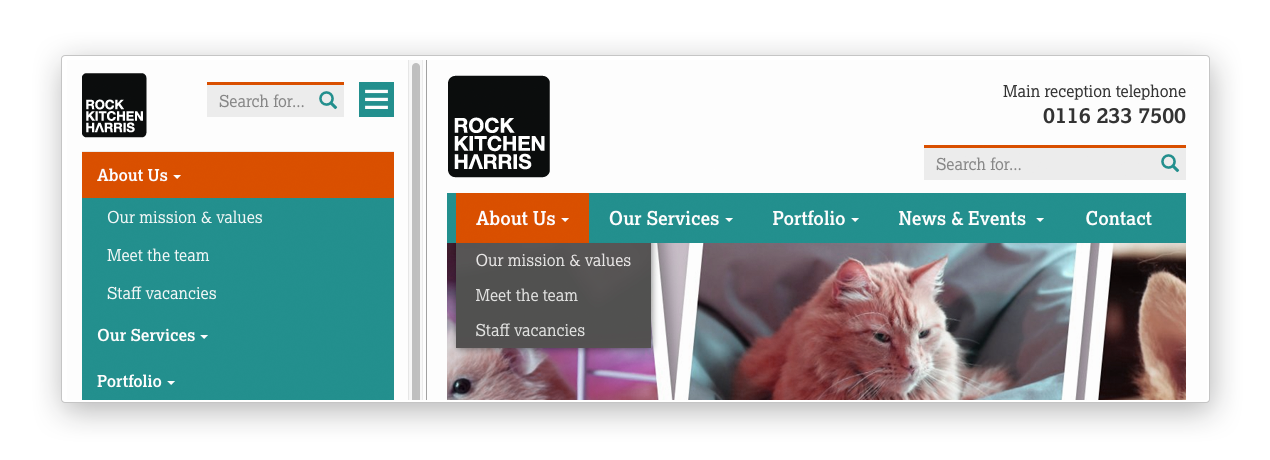 ROCK
KITCHEN
HARRIS
Search for...
About Us
Our mission & values
Meet the team
Staff vacancies
Our Services
Portfolio
ROCK
KITCHEN
HARRIS
Main reception telephone
0116 233 7500
Search for...
About Us Our Services Portfolio News & Events Contact
Our mission & values
Meet the team
Staff vacancies